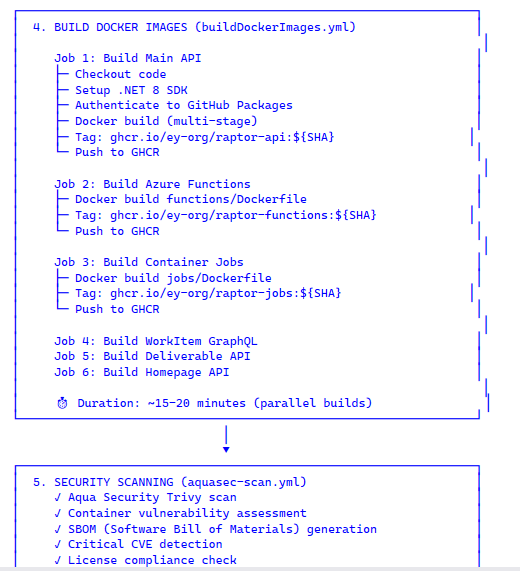 4. BUILD DOCKER IMAGES (buildDockerImages.yml)
Job 1: Build Main API
├─ Checkout code
├─ Setup .NET 8 SDK
├─ Authenticate to GitHub Packages
├─ Docker build (multi-stage)
├─ Tag: ghcr.io/ey-org/raptor-api:${SHA}
└─ Push to GHCR
Job 2: Build Azure Functions
├─ Docker build functions/Dockerfile
├─ Tag: ghcr.io/ey-org/raptor-functions:${SHA}
└─ Push to GHCR
Job 3: Build Container Jobs
├─ Docker build jobs/Dockerfile
├─ Tag: ghcr.io/ey-org/raptor-jobs:${SHA}
└─ Push to GHCR
Job 4: Build WorkItem GraphQL
Job 5: Build Deliverable API
Job 6: Build Homepage API
⏱ Duration: ~15-20 minutes (parallel builds)
5. SECURITY SCANNING (aquasec-scan.yml)
✓ Aqua Security Trivy scan
✓ Container vulnerability assessment
✓ SBOM (Software Bill of Materials) generation
✓ Critical CVE detection
✓ License compliance check